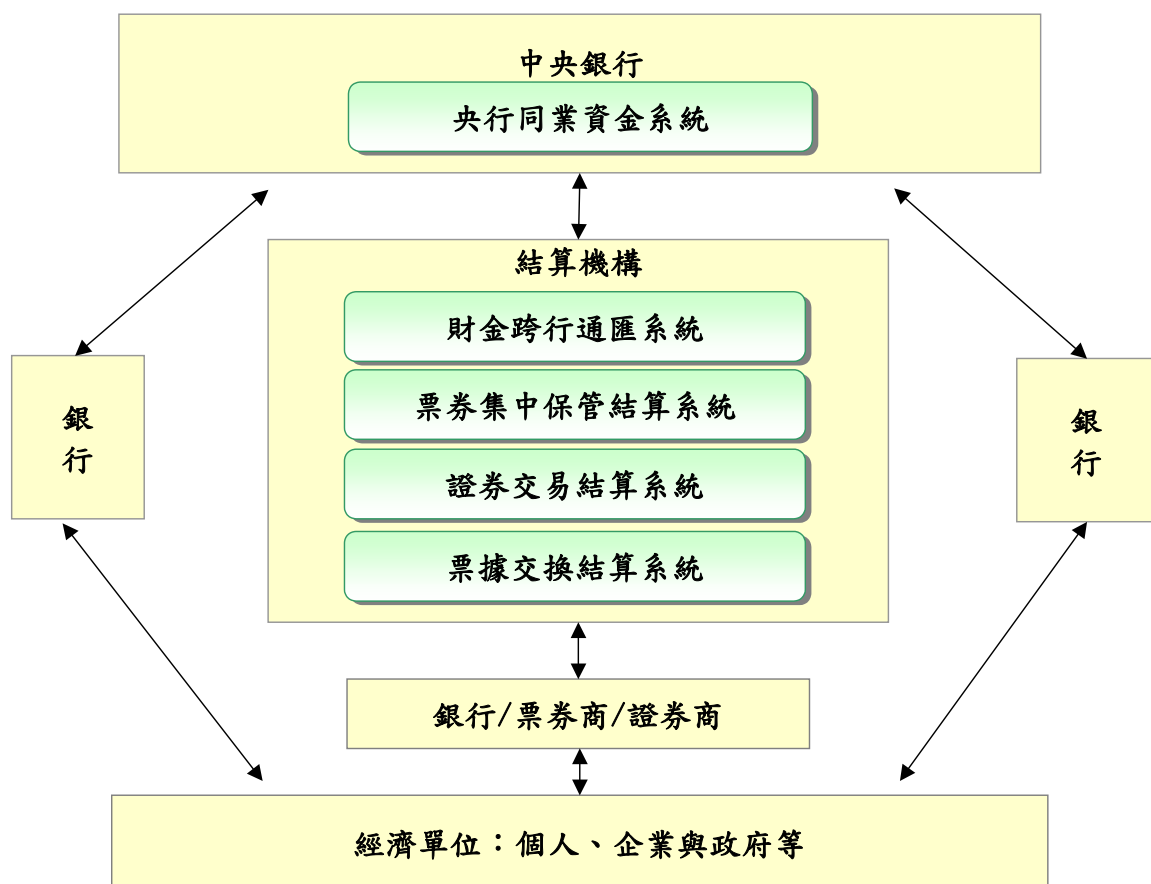 中央銀行
央行同業資金系統
結算機構
財金跨行通匯系統
票券集中保管結算系統
證券交易結算系統
票據交換結算系統
銀
行
銀
行
銀行/票券商/證券商
經濟單位：個人、企業與政府等